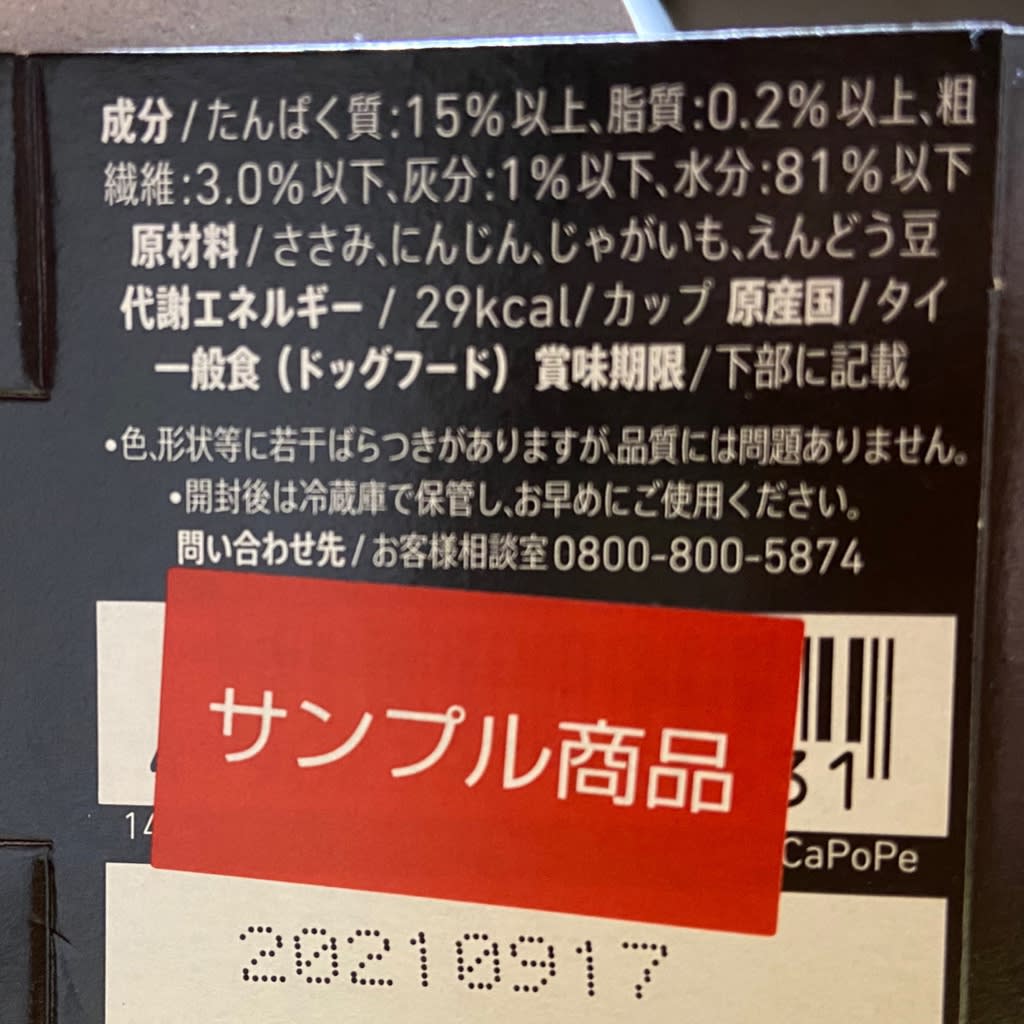 成分/たんぱく質:15%以上、脂質:0.2%以上、粗
繊維:3.0%以下、灰分:1%以下、水分:81%以下
原材料/ささみ、にんじん、じゃがいも、えんどう豆
代謝エネルギー/29kcal/カップ 原産国/タイ
一般食(ドッグフード) 賞味期限/下部に記載
•色、形状等に若干ばらつきがありますが、品質には問題ありません。
•開封後は冷蔵庫で保管し、お早めにご使用ください。
問い合わせ先/お客様相談室0800-800-5874
サンプル商品
31
14
CaPoPe
20210917